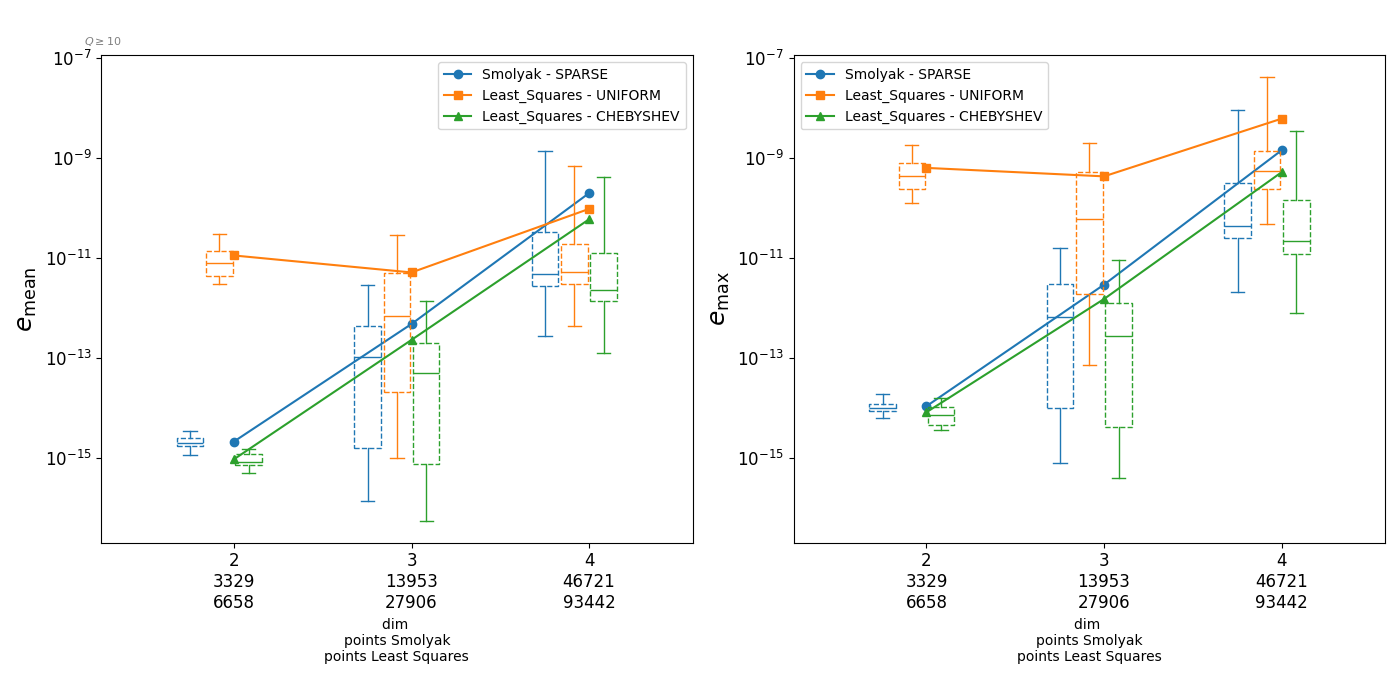 Q ≥ 10
10⁻⁷
10⁻⁹
10⁻¹¹
10⁻¹³
10⁻¹⁵
e_mean
Smolyak - SPARSE
Least_Squares - UNIFORM
Least_Squares - CHEBYSHEV
2 3 4
3329 13953 46721
6658 27906 93442
dim
points Smolyak
points Least Squares
10⁻⁷
10⁻⁹
10⁻¹¹
10⁻¹³
10⁻¹⁵
e_max
Smolyak - SPARSE
Least_Squares - UNIFORM
Least_Squares - CHEBYSHEV
2 3 4
3329 13953 46721
6658 27906 93442
dim
points Smolyak
points Least Squares